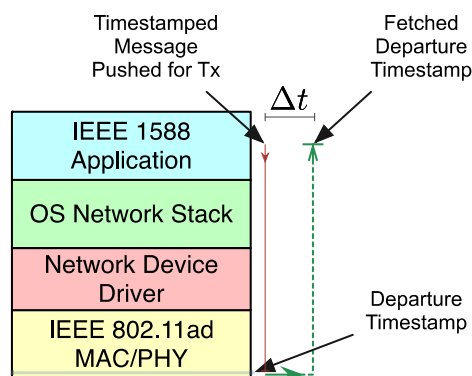 Timestamped
Message
Pushed for Tx
Fetched
Departure
Timestamp
Δt
IEEE 1588
Application
OS Network Stack
Network Device
Driver
IEEE 802.11ad
MAC/PHY
Departure
Timestamp